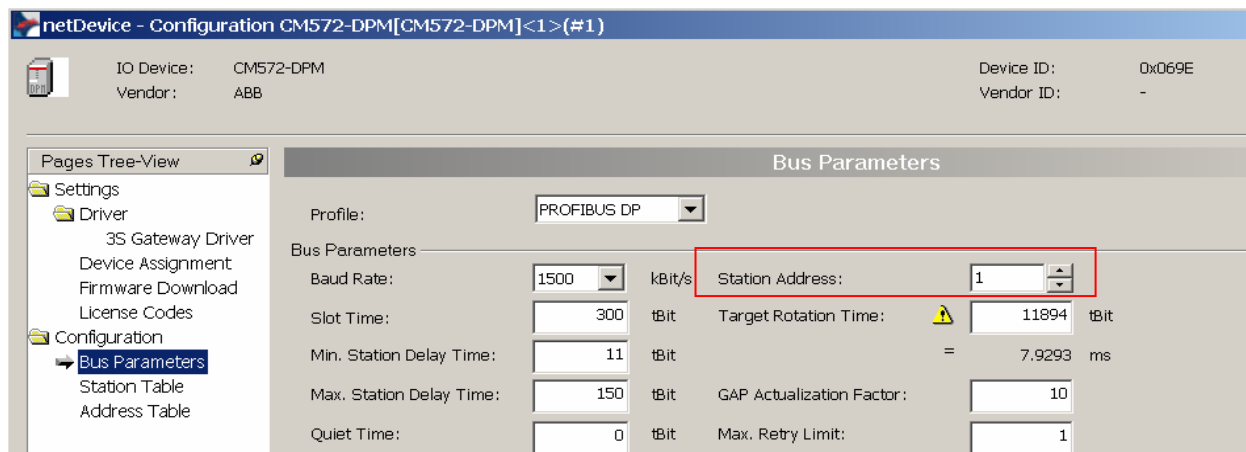 netDevice - Configuration CM572-DPM[CM572-DPM]<1>(#1)
IO Device: CM572-DPM Device ID: 0x069E
Vendor: ABB Vendor ID: -
DPM
Pages Tree-View Bus Parameters
Settings
Driver
3S Gateway Driver
Device Assignment
Firmware Download
License Codes
Configuration
Bus Parameters
Station Table
Address Table
Profile: PROFIBUS DP
Bus Parameters
Baud Rate: 1500 kBit/s Station Address: 1
Slot Time: 300 tBit Target Rotation Time: 11894 tBit
Min. Station Delay Time: 11 tBit = 7.9293 ms
Max. Station Delay Time: 150 tBit GAP Actualization Factor: 10
Quiet Time: 0 tBit Max. Retry Limit: 1